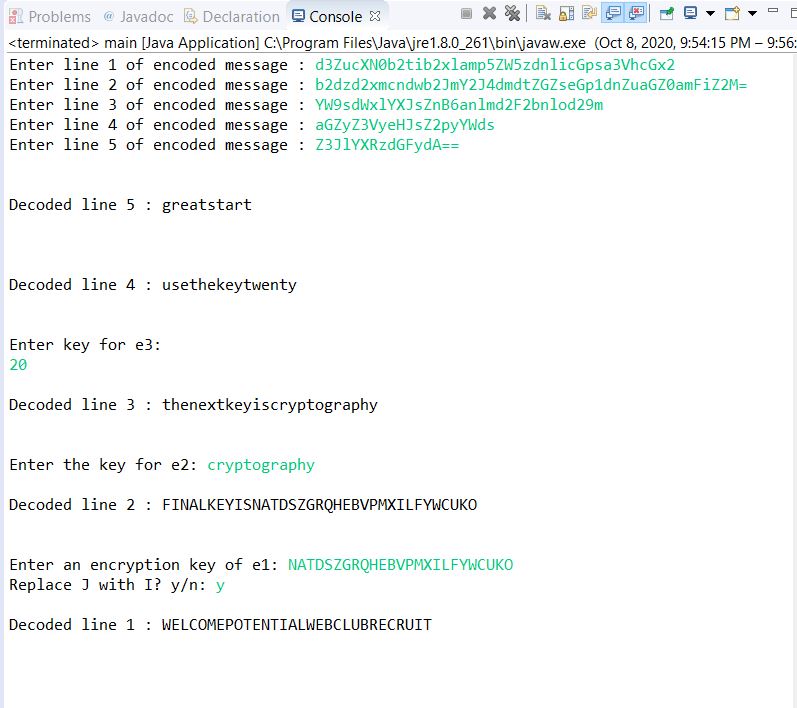 Problems @ Javadoc Declaration Console
<terminated> main [Java Application] C:\Program Files\Java\jre1.8.0_261\bin\javaw.exe (Oct 8, 2020, 9:54:15 PM – 9:56:
Enter line 1 of encoded message : d3ZucXN0b2tib2xlamp5ZW5zdnlicGpsa3VhcGx2
Enter line 2 of encoded message : b2dzd2xmcndwb2JmY2J4dmdtZGZseGp1dnZuaGZ0amFiZ2M=
Enter line 3 of encoded message : YW9sdWxlYXJsZnB6anlmd2F2bnlod29m
Enter line 4 of encoded message : aGZyZ3VyeHJsZ2pyYWds
Enter line 5 of encoded message : Z3JlYXRzdGFydA==
Decoded line 5 : greatstart
Decoded line 4 : usethekeytwenty
Enter key for e3:
20
Decoded line 3 : thenextkeyiscryptography
Enter the key for e2: cryptography
Decoded line 2 : FINALKEYISNATDSZGRQHEBVPMXILFYWCUKO
Enter an encryption key of e1: NATDSZGRQHEBVPMXILFYWCUKO
Replace J with I? y/n: y
Decoded line 1 : WELCOMEPOTENTIALWEBCLUBRECRUIT